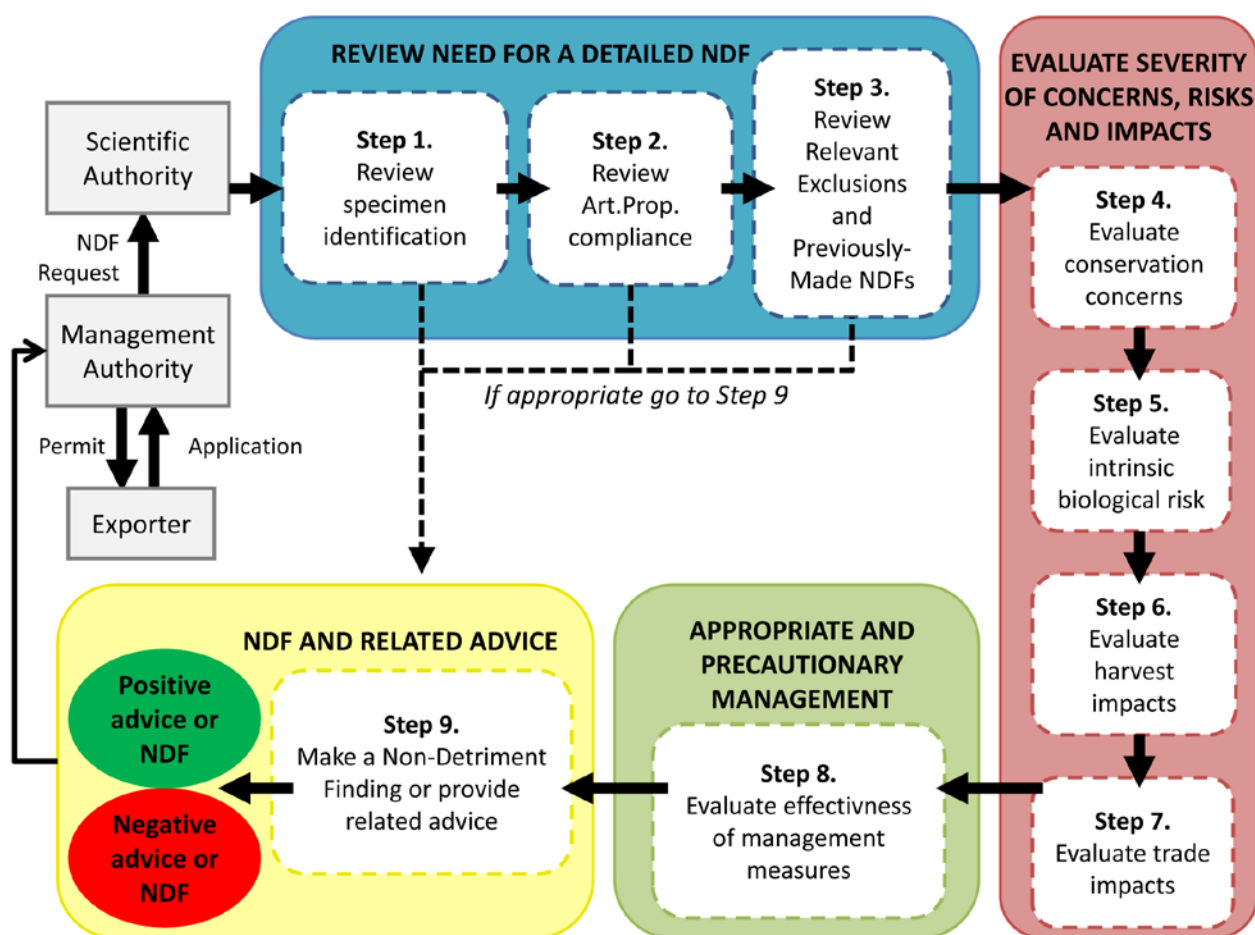 REVIEW NEED FOR A DETAILED NDF
Step 1.
Review
specimen
identification
Step 2.
Review
Art.Prop.
compliance
Step 3.
Review
Relevant
Exclusions
and
Previously-
Made NDFs
If appropriate go to Step 9
Scientific
Authority
NDF
Request
Management
Authority
Permit
Application
Exporter
EVALUATE SEVERITY
OF CONCERNS, RISKS
AND IMPACTS
Step 4.
Evaluate
conservation
concerns
Step 5.
Evaluate
intrinsic
biological risk
Step 6.
Evaluate
harvest
impacts
Step 7.
Evaluate trade
impacts
APPROPRIATE AND
PRECAUTIONARY
MANAGEMENT
Step 8.
Evaluate effectivness
of management
measures
NDF AND RELATED ADVICE
Step 9.
Make a Non-Detriment
Finding or provide
related advice
Positive
advice or
NDF
Negative
advice or
NDF